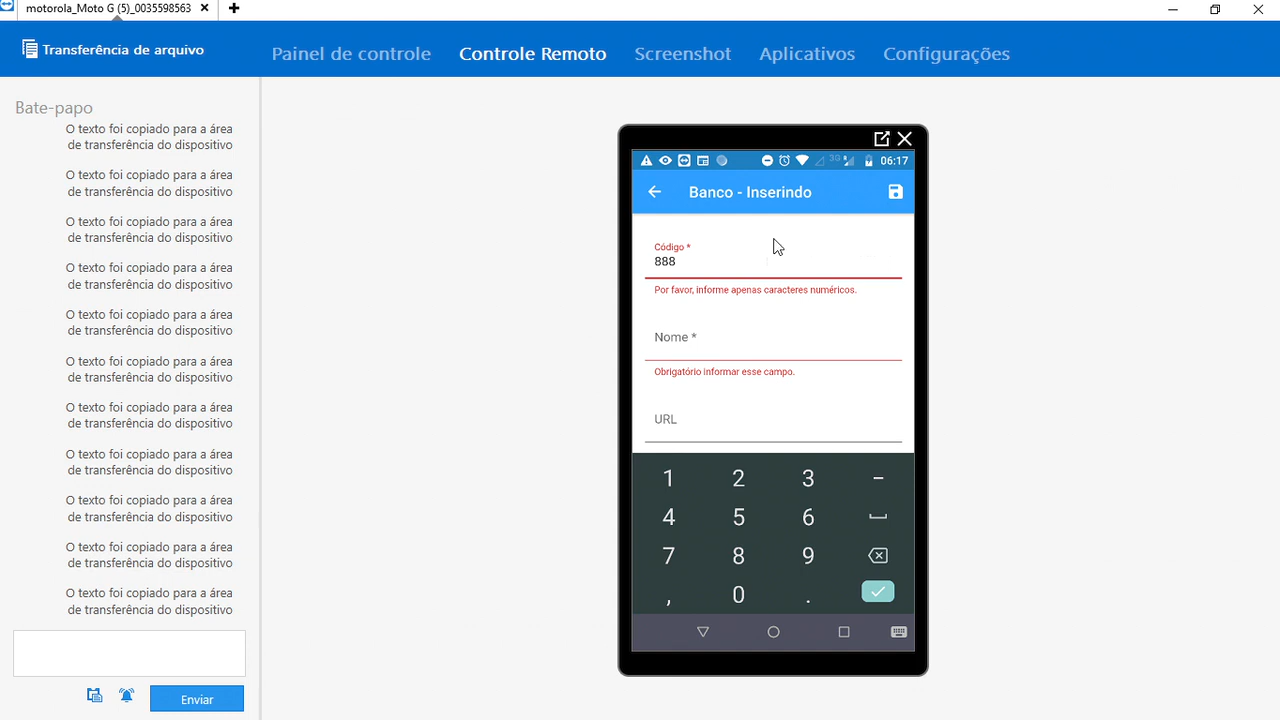 motorola_Moto G (5)_0035598563
Transferência de arquivo
Painel de controle
Controle Remoto
Screenshot
Aplicativos
Configurações
Bate-papo
O texto foi copiado para a área
de transferência do dispositivo
O texto foi copiado para a área
de transferência do dispositivo
O texto foi copiado para a área
de transferência do dispositivo
O texto foi copiado para a área
de transferência do dispositivo
O texto foi copiado para a área
de transferência do dispositivo
O texto foi copiado para a área
de transferência do dispositivo
O texto foi copiado para a área
de transferência do dispositivo
O texto foi copiado para a área
de transferência do dispositivo
O texto foi copiado para a área
de transferência do dispositivo
O texto foi copiado para a área
de transferência do dispositivo
O texto foi copiado para a área
de transferência do dispositivo
Enviar
3G
06:17
Banco - Inserindo
Código *
888
Por favor, informe apenas caracteres numéricos.
Nome *
Obrigatório informar esse campo.
URL
1 2 3 -
4 5 6
7 8 9
, 0 .